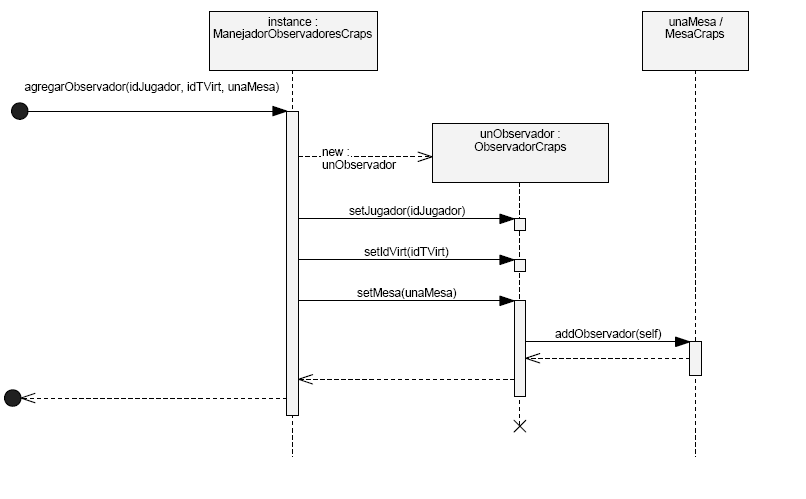 instance :
ManejadorObservadoresCraps
unaMesa /
MesaCraps
agregarObservador(idJugador, idTVirt, unaMesa)
unObservador :
ObservadorCraps
new :
unObservador
setJugador(idJugador)
setIdVirt(idTVirt)
setMesa(unaMesa)
addObservador(self)